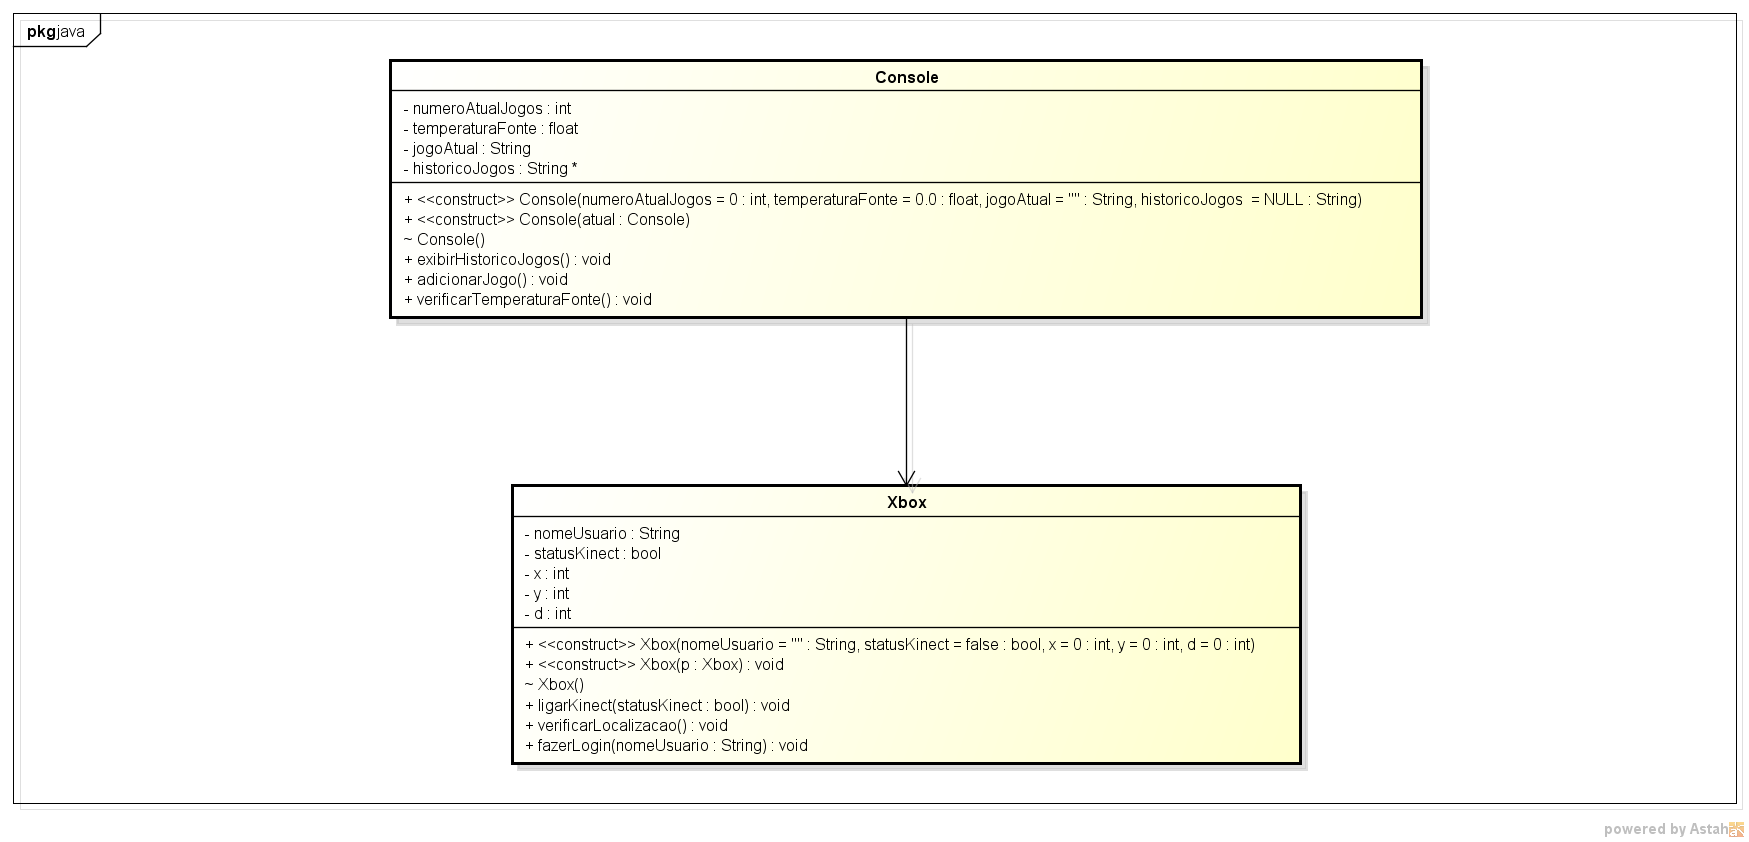 pkg java
Console
- numeroAtualJogos : int
- temperaturaFonte : float
- jogoAtual : String
- historicoJogos : String *
+ <<construct>> Console(numeroAtualJogos = 0 : int, temperaturaFonte = 0.0 : float, jogoAtual = "" : String, historicoJogos  = NULL : String)
+ <<construct>> Console(atual : Console)
~ Console()
+ exibirHistoricoJogos() : void
+ adicionarJogo() : void
+ verificarTemperaturaFonte() : void
Xbox
- nomeUsuario : String
- statusKinect : bool
- x : int
- y : int
- d : int
+ <<construct>> Xbox(nomeUsuario = "" : String, statusKinect = false : bool, x = 0 : int, y = 0 : int, d = 0 : int)
+ <<construct>> Xbox(p : Xbox) : void
~ Xbox()
+ ligarKinect(statusKinect : bool) : void
+ verificarLocalizacao() : void
+ fazerLogin(nomeUsuario : String) : void
powered by Astah